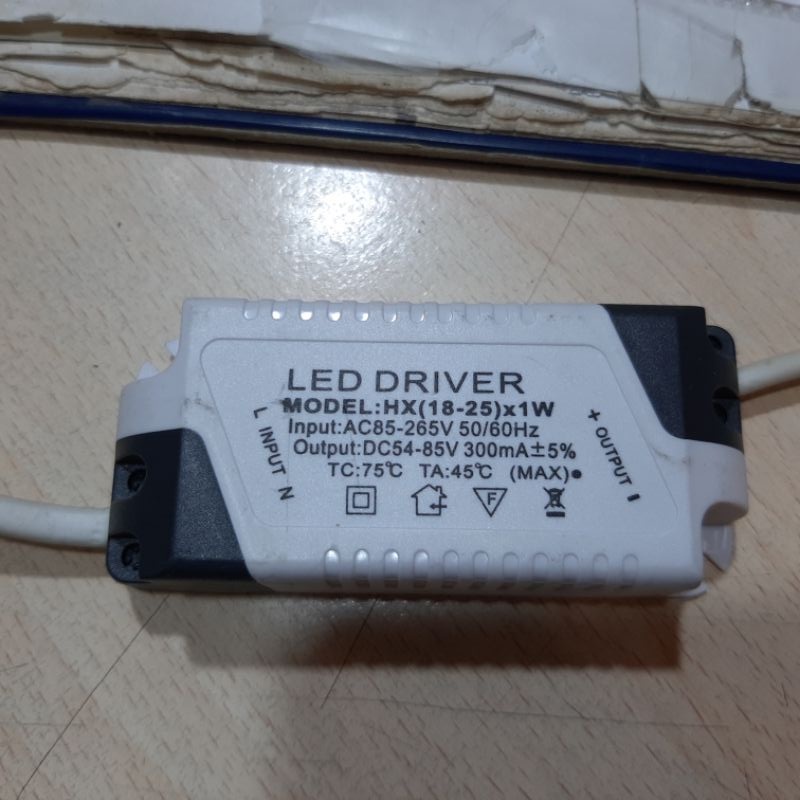 LED DRIVER
MODEL:HX(18-25)x1W
Input:AC85-265V 50/60Hz
Output:DC54-85V 300mA±5%
TC:75℃ TA:45℃ (MAX)●
F
L INPUT N
+ OUTPUT -